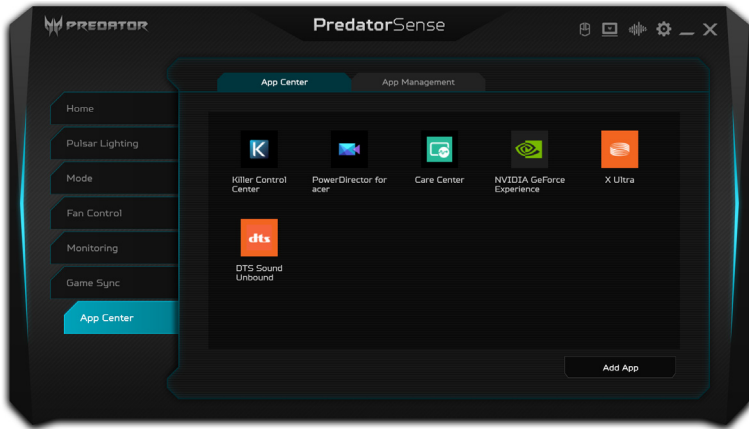 PREDATOR
PredatorSense
App Center
App Management
Home
Pulsar Lighting
Mode
Fan Control
Monitoring
Game Sync
App Center
K
Killer Control
Center
PowerDirector for
acer
Care Center
NVIDIA GeForce
Experience
X Ultra
dts
DTS Sound
Unbound
Add App